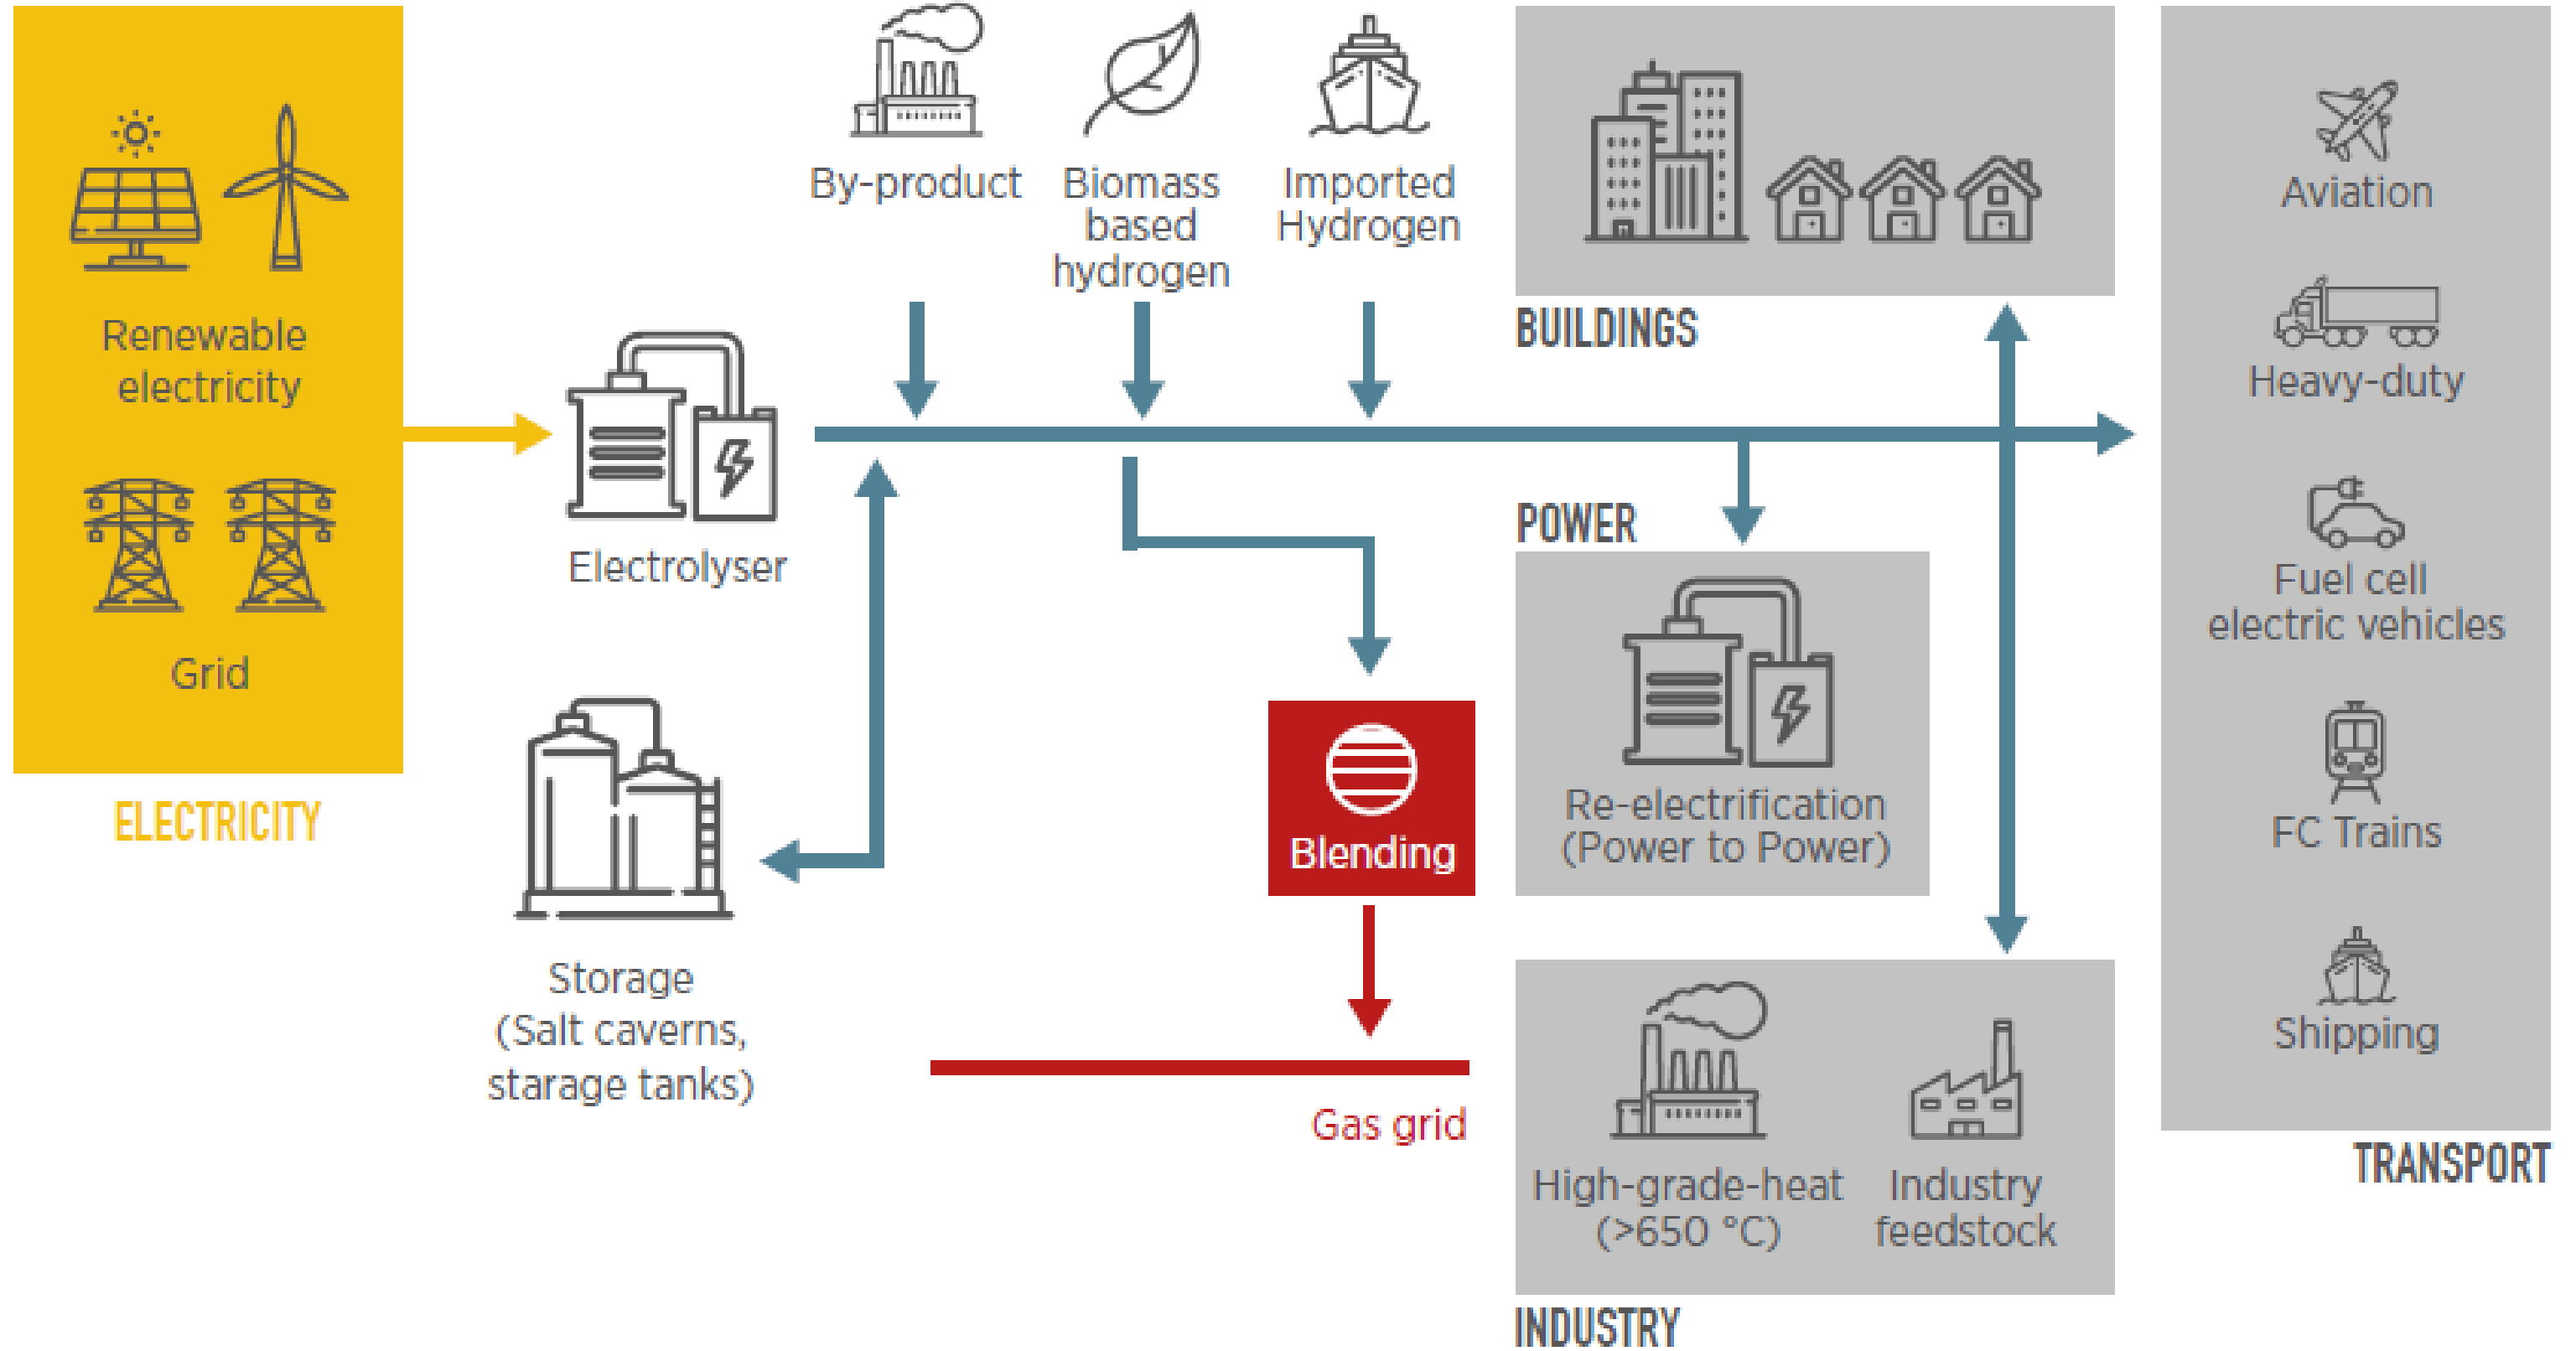 Renewable
electricity
Grid
ELECTRICITY
Electrolyser
Storage
(Salt caverns,
starage tanks)
By-product
Biomass
based
hydrogen
Imported
Hydrogen
Blending
Gas grid
BUILDINGS
POWER
Re-electrification
(Power to Power)
High-grade-heat
(>650 °C)
Industry
feedstock
INDUSTRY
Aviation
Heavy-duty
Fuel cell
electric vehicles
FC Trains
Shipping
TRANSPORT